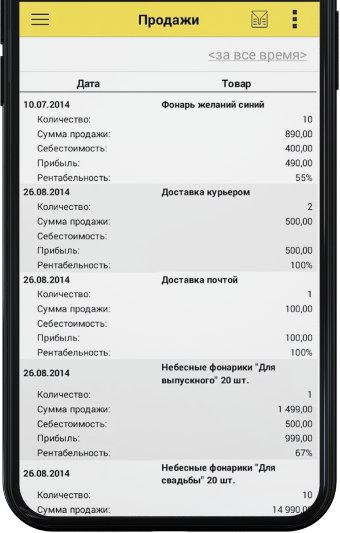 Продажи
<за все время>
Дата Товар
10.07.2014 Фонарь желаний синий
Количество: 10
Сумма продажи: 890,00
Себестоимость: 400,00
Прибыль: 490,00
Рентабельность: 55%
26.08.2014 Доставка курьером
Количество: 2
Сумма продажи: 500,00
Себестоимость:
Прибыль: 500,00
Рентабельность: 100%
26.08.2014 Доставка почтой
Количество: 1
Сумма продажи: 100,00
Себестоимость:
Прибыль: 100,00
Рентабельность: 100%
26.08.2014 Небесные фонарики "Для
выпускного" 20 шт.
Количество: 1
Сумма продажи: 1 499,00
Себестоимость: 500,00
Прибыль: 999,00
Рентабельность: 67%
26.08.2014 Небесные фонарики "Для
свадьбы" 20 шт.
Количество: 10
Сумма продажи: 14 990,00